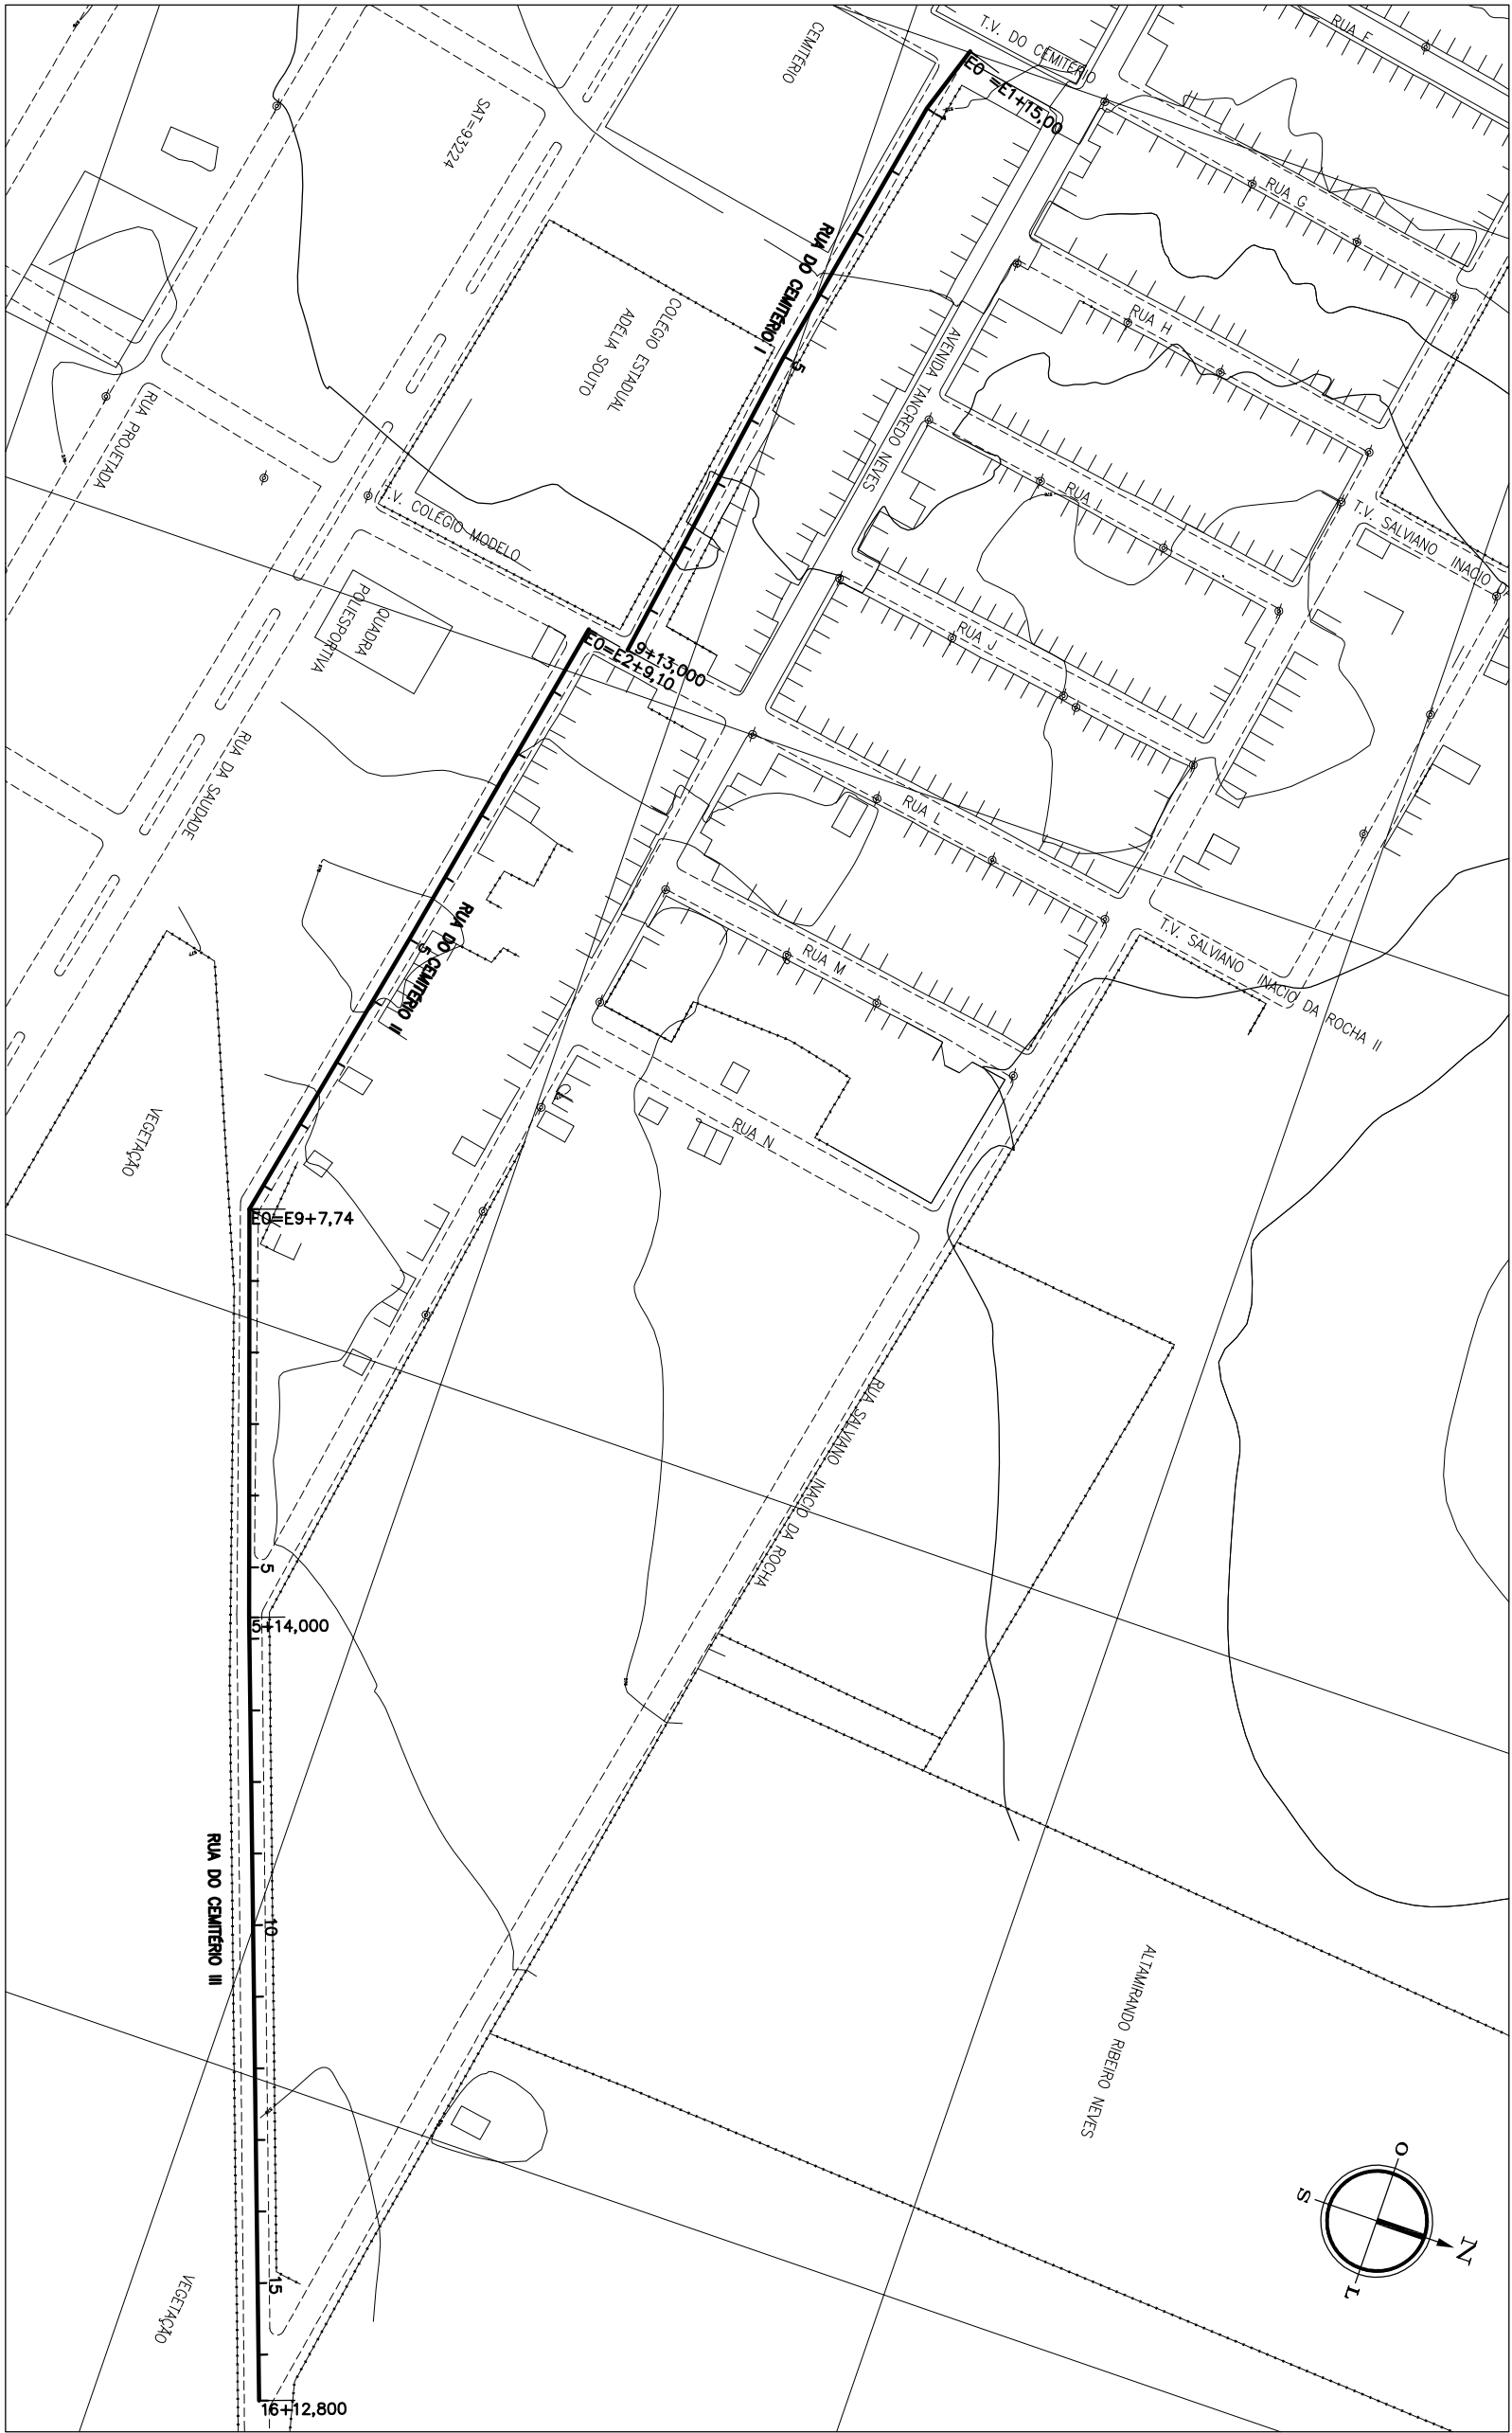 T.V. DO CEMITÉRIO
RUA F
CEMITÉRIO
E0 =E1+15,00
1
SAT=93224
RUA G
RUA DO CEMITÉRIO I
RUA H
COLÉGIO ESTADUAL
ADÉLIA SOUTO
AVENIDA TANCREDO NEVES
5
RUA PROJETADA
RUA I
T.V. COLÉGIO MODELO
T.V. SALVIANO INACIO
QUADRA
POLIESPORTIVA
E0=E2+9,10
9+13,000
RUA J
RUA DA SAUDADE
RUA L
RUA DO CEMITÉRIO II
5
RUA M
T.V. SALVIANO INACIO DA ROCHA II
VEGETAÇÃO
RUA N
E0=E9+7,74
RUA SALVIANO INACIO DA ROCHA
5
5+14,000
RUA DO CEMITÉRIO III
10
ALTAMIRANDO RIBEIRO NEVES
O
S
N
L
15
VEGETAÇÃO
16+12,800